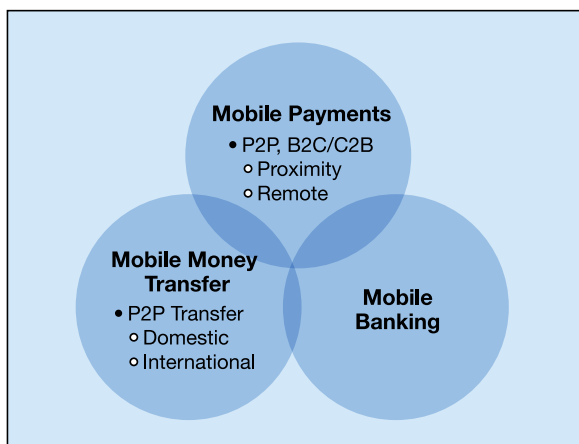 Mobile Payments
• P2P, B2C/C2B
○ Proximity
○ Remote
Mobile Money
Transfer
• P2P Transfer
○ Domestic
○ International
Mobile
Banking